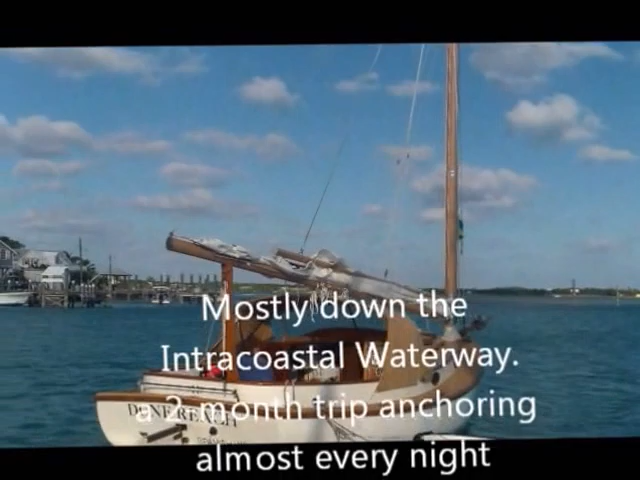 Mostly down the
Intracoastal Waterway.
a 2 month trip anchoring
almost every night